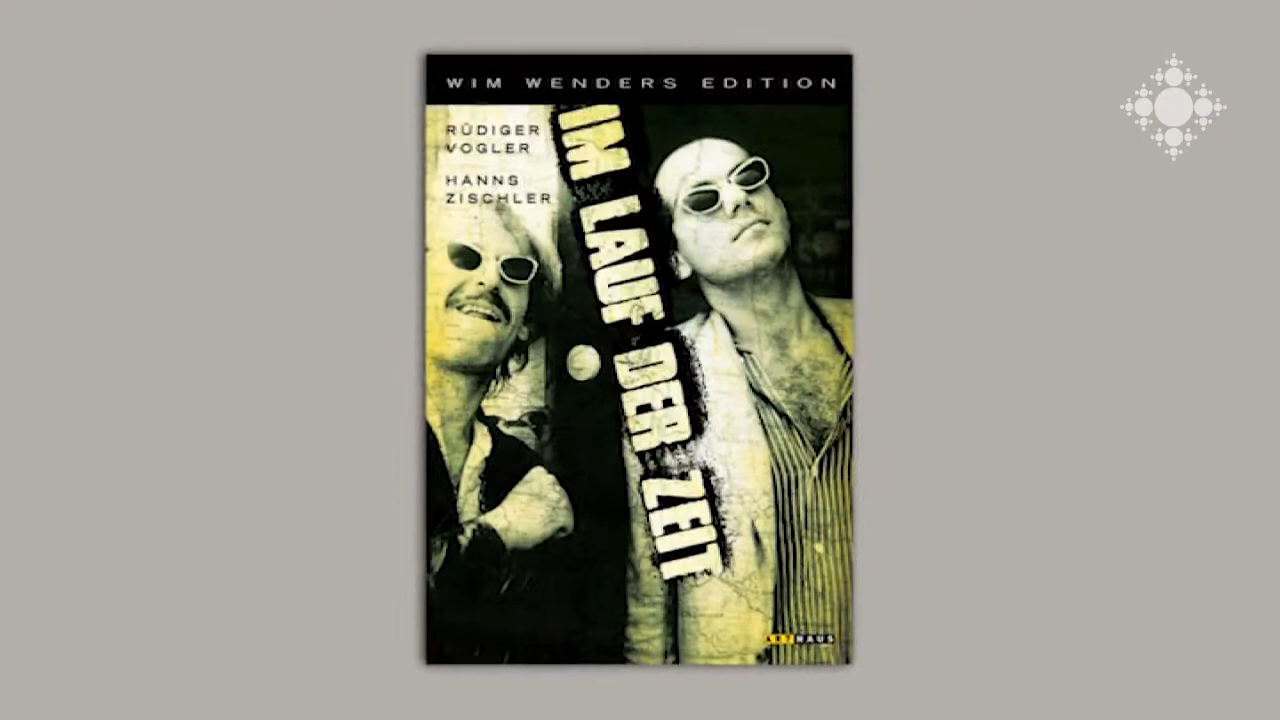 WIM WENDERS EDITION
RÜDIGER
VOGLER
HANNS
ZISCHLER
IM LAUF DER ZEIT
ARTHAUS